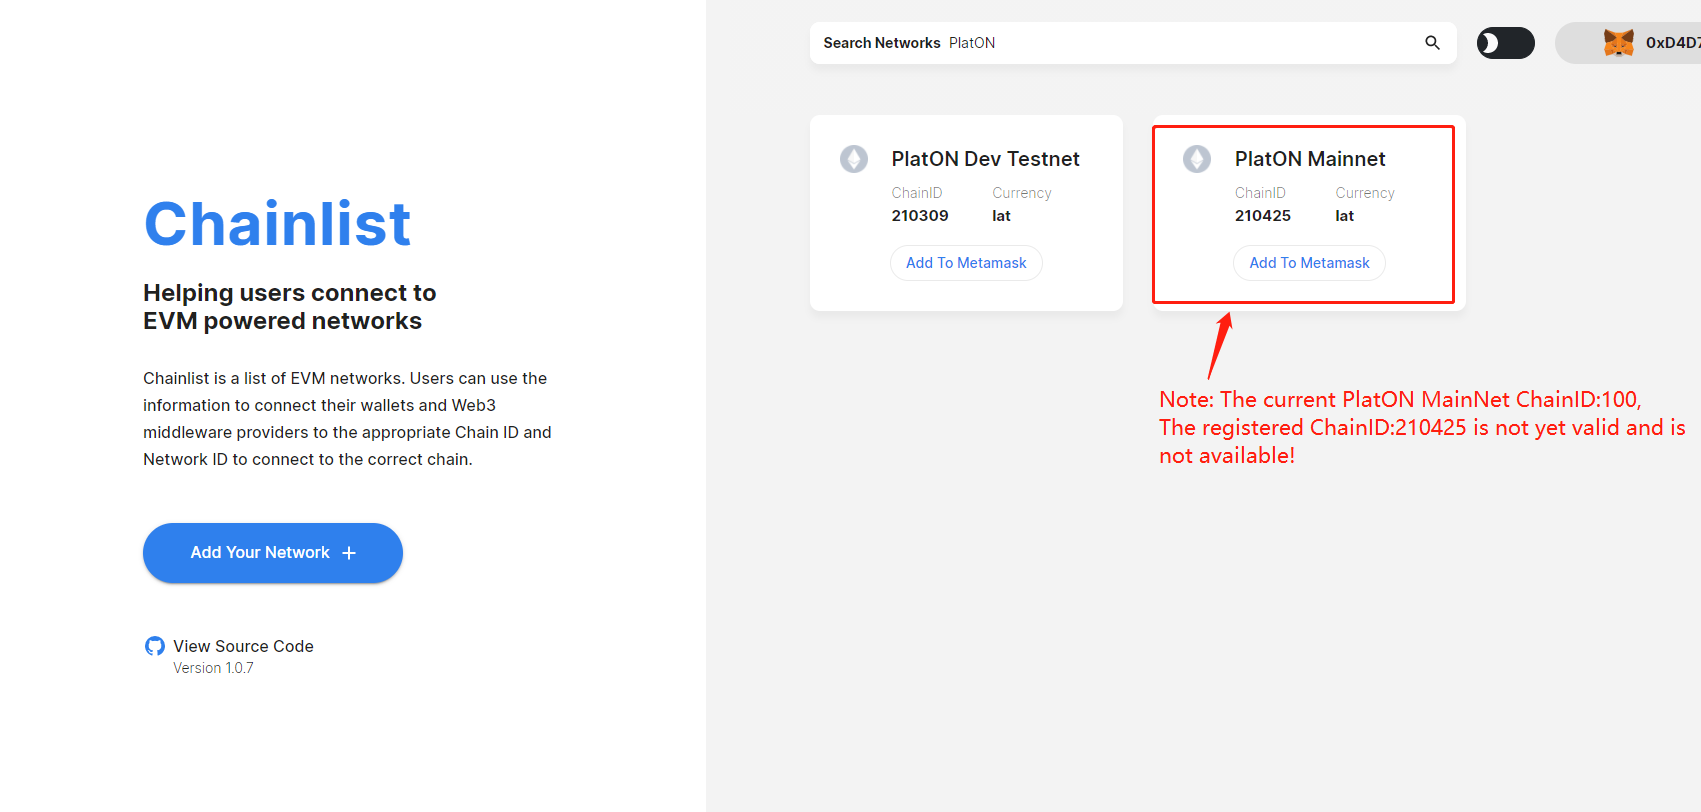 Search Networks PlatON
0xD4D7
Chainlist
Helping users connect to
EVM powered networks
Chainlist is a list of EVM networks. Users can use the
information to connect their wallets and Web3
middleware providers to the appropriate Chain ID and
Network ID to connect to the correct chain.
Add Your Network +
View Source Code
Version 1.0.7
PlatON Dev Testnet
ChainID Currency
210309 lat
Add To Metamask
PlatON Mainnet
ChainID Currency
210425 lat
Add To Metamask
Note: The current PlatON MainNet ChainID:100,
The registered ChainID:210425 is not yet valid and is
not available!